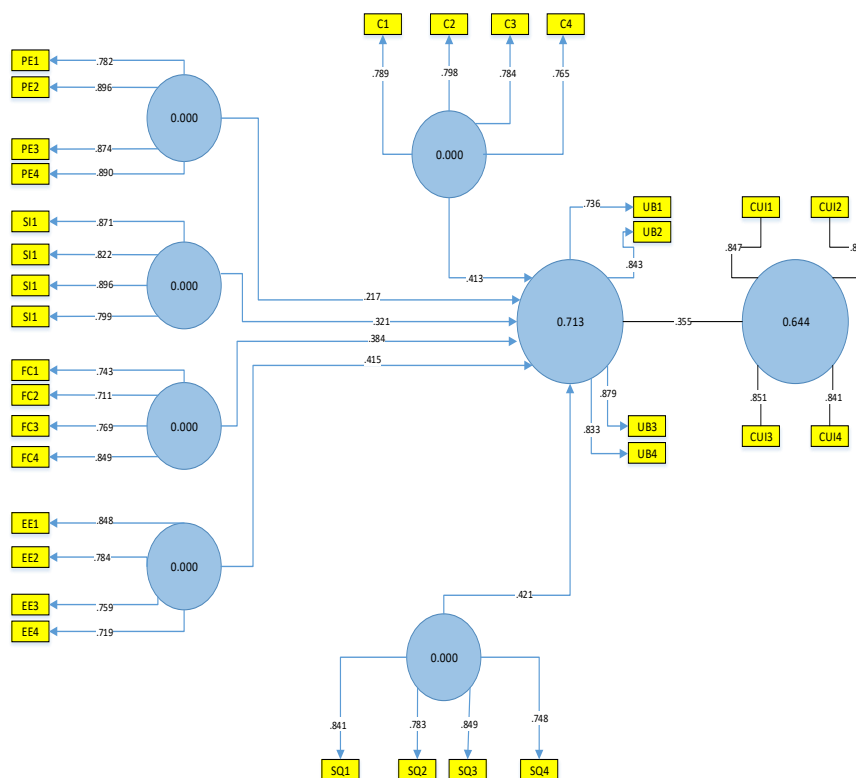 C1
C2
C3
C4
.789
.798
.784
.765
0.000
.413
PE1
PE2
PE3
PE4
.782
.896
.874
.890
0.000
.217
SI1
SI1
SI1
SI1
.871
.822
.896
.799
0.000
.321
FC1
FC2
FC3
FC4
.743
.711
.769
.849
0.000
.384
EE1
EE2
EE3
EE4
.848
.784
.759
.719
0.000
.415
UB1
UB2
.736
.843
0.713
.879
.833
UB3
UB4
.355
CUI1
CUI2
.847
0.644
.851
.841
CUI3
CUI4
.421
0.000
.841
.783
.849
.748
SQ1
SQ2
SQ3
SQ4